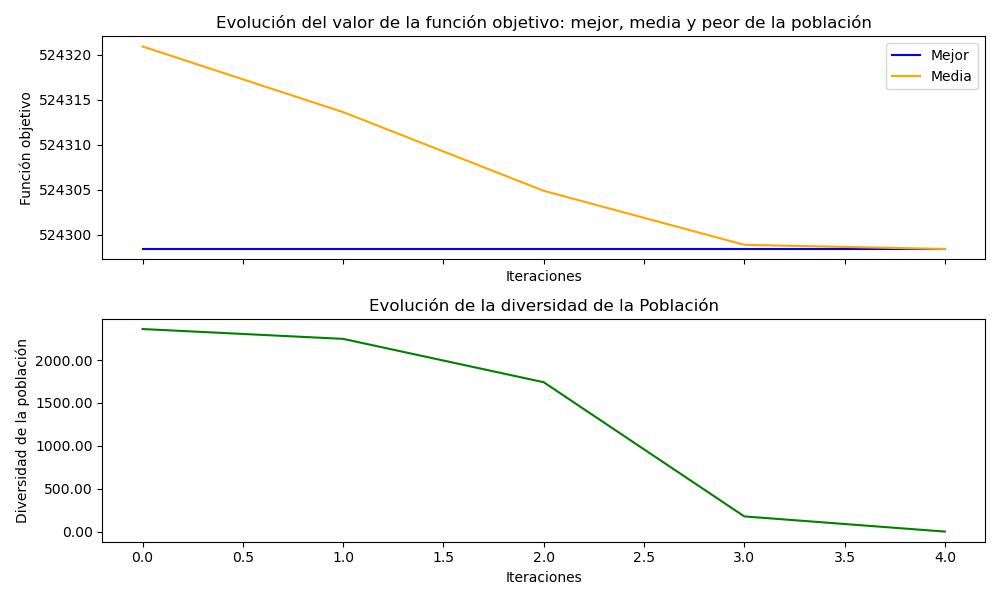 Evolución del valor de la función objetivo: mejor, media y peor de la población
Función objetivo
524320
524315
524310
524305
524300
Mejor
Media
Iteraciones
Evolución de la diversidad de la Población
Diversidad de la población
2000.00
1500.00
1000.00
500.00
0.00
0.0 0.5 1.0 1.5 2.0 2.5 3.0 3.5 4.0
Iteraciones